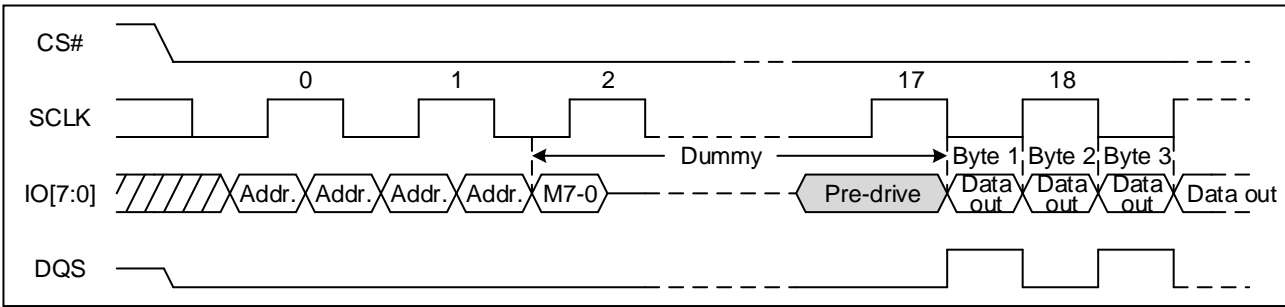 CS#
0 1 2 17 18
SCLK
Dummy Byte 1 Byte 2 Byte 3
IO[7:0] Addr. Addr. Addr. Addr. M7-0 Pre-drive Data out Data out Data out Data out
DQS